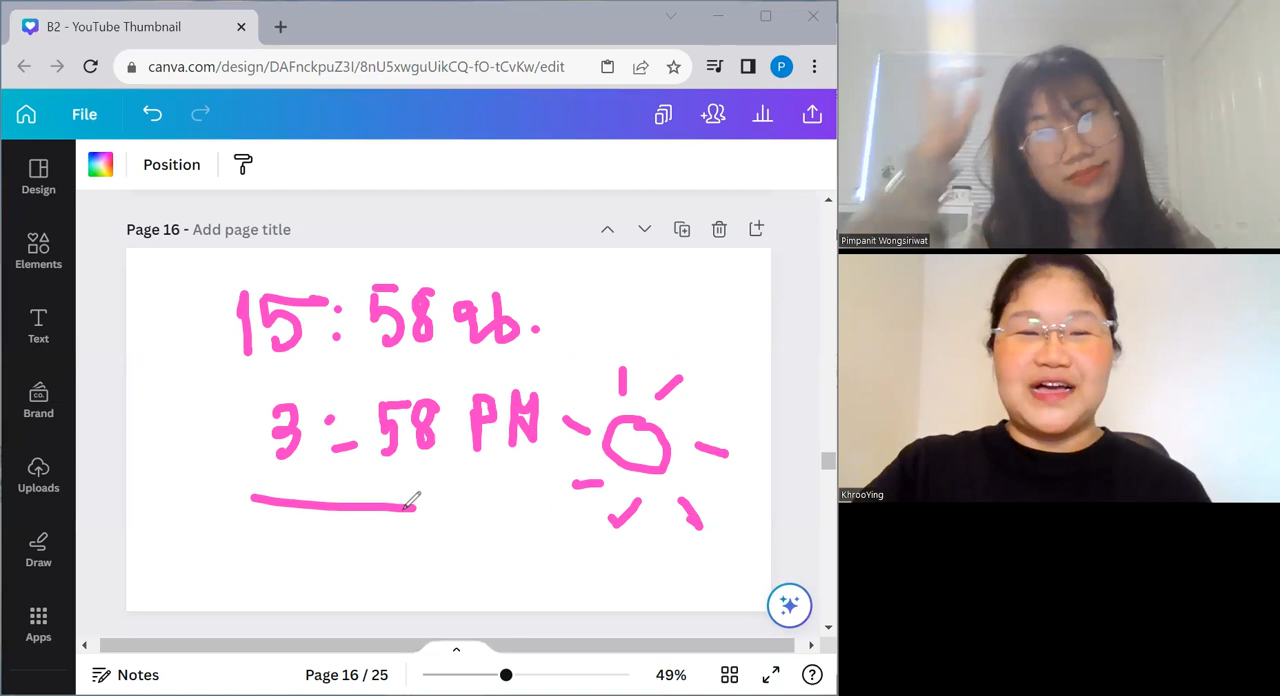 B2 - YouTube Thumbnail
canva.com/design/DAFnckpuZ3I/8nU5xwguUikCQ-fO-tCvKw/edit
P
File
Position
Design
Elements
Text
Brand
CO.
Uploads
Draw
Apps
Page 16 - Add page title
15:58
3:58 PM
Notes
Page 16 / 25
49%
Pimpanit Wongsiriwat
KhrooYing